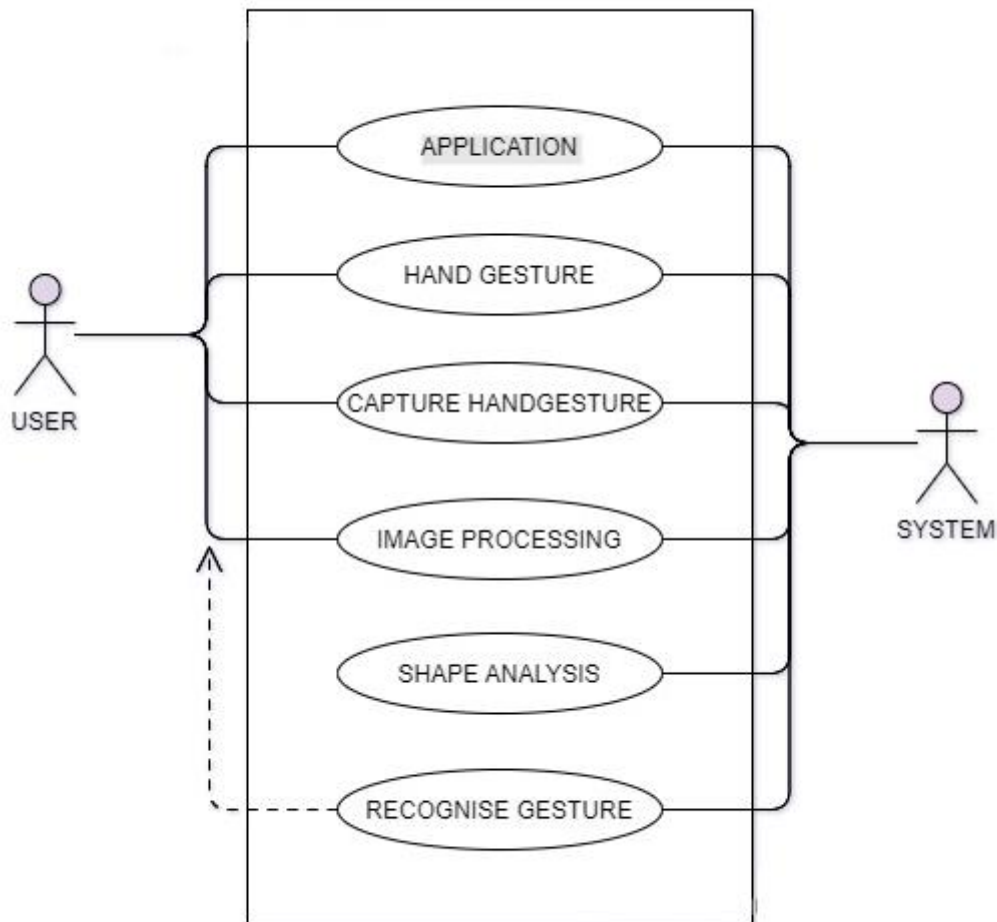 APPLICATION
HAND GESTURE
CAPTURE HANDGESTURE
USER
IMAGE PROCESSING
SYSTEM
SHAPE ANALYSIS
RECOGNISE GESTURE